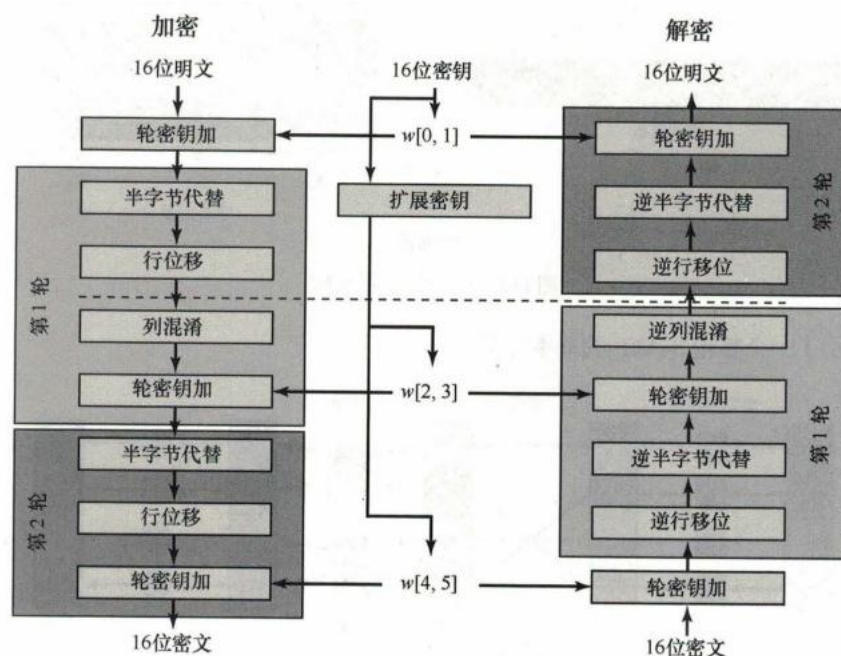 加密
解密
16位明文
16位密钥
16位明文
轮密钥加
w[0, 1]
轮密钥加
半字节代替
扩展密钥
逆半字节代替
第2轮
行位移
逆行移位
第1轮
列混淆
逆列混淆
轮密钥加
w[2, 3]
轮密钥加
半字节代替
逆半字节代替
第1轮
第2轮
行位移
逆行移位
轮密钥加
w[4, 5]
轮密钥加
16位密文
16位密文